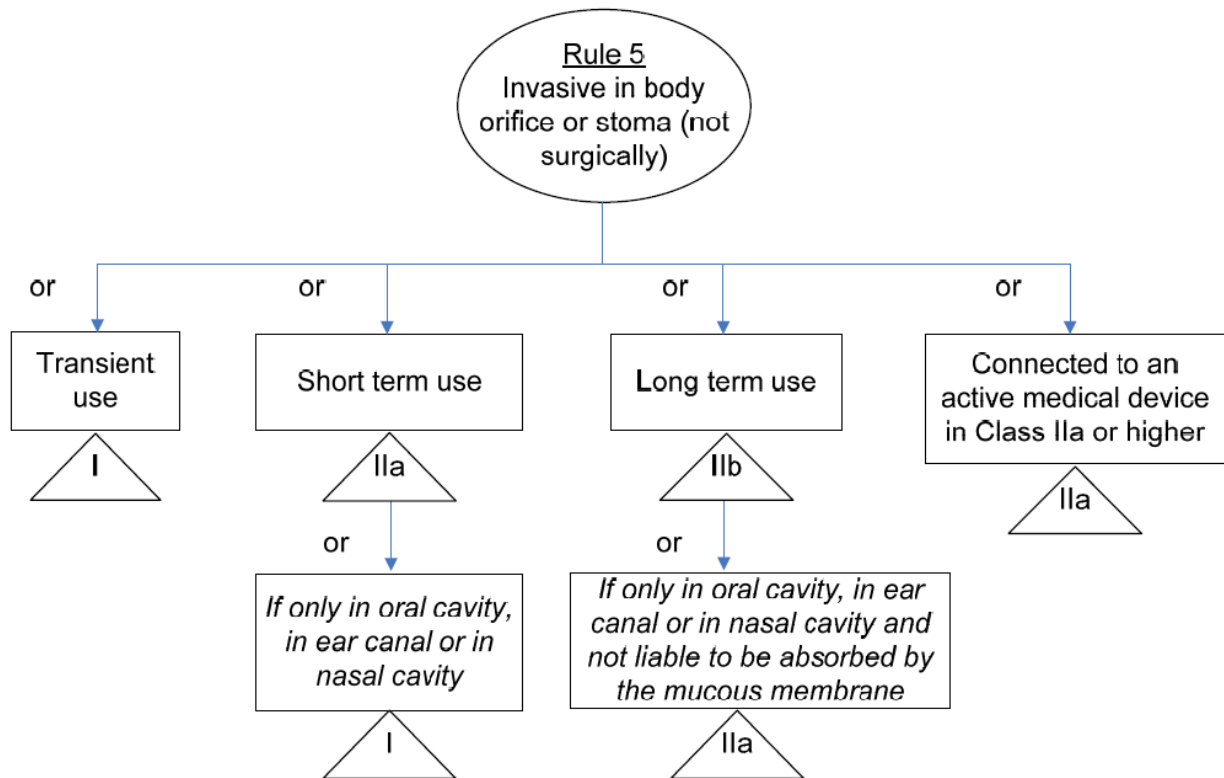 Rule 5
Invasive in body
orifice or stoma (not
surgically)
or
or
or
or
Transient
use
Short term use
Long term use
Connected to an
active medical device
in Class IIa or higher
I
IIa
IIb
IIa
or
or
If only in oral cavity,
in ear canal or in
nasal cavity
If only in oral cavity, in ear
canal or in nasal cavity and
not liable to be absorbed by
the mucous membrane
I
IIa